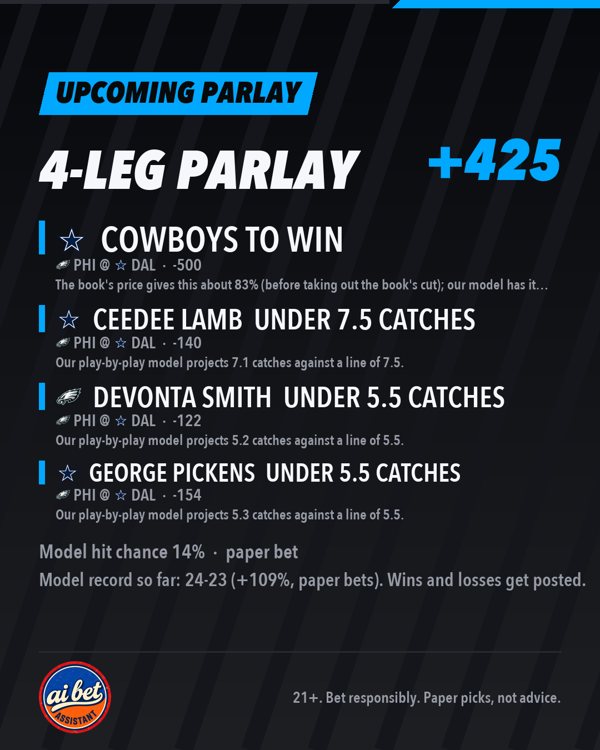 UPCOMING PARLAY
4-LEG PARLAY
+425
COWBOYS TO WIN
PHI @ DAL · -500
The book's price gives this about 83% (before taking out the book's cut); our model has it…
CEEDEE LAMB UNDER 7.5 CATCHES
PHI @ DAL · -140
Our play-by-play model projects 7.1 catches against a line of 7.5.
DEVONTA SMITH UNDER 5.5 CATCHES
PHI @ DAL · -122
Our play-by-play model projects 5.2 catches against a line of 5.5.
GEORGE PICKENS UNDER 5.5 CATCHES
PHI @ DAL · -154
Our play-by-play model projects 5.3 catches against a line of 5.5.
Model hit chance 14% · paper bet
Model record so far: 24-23 (+109%, paper bets). Wins and losses get posted.
ai bet
ASSISTANT
21+. Bet responsibly. Paper picks, not advice.